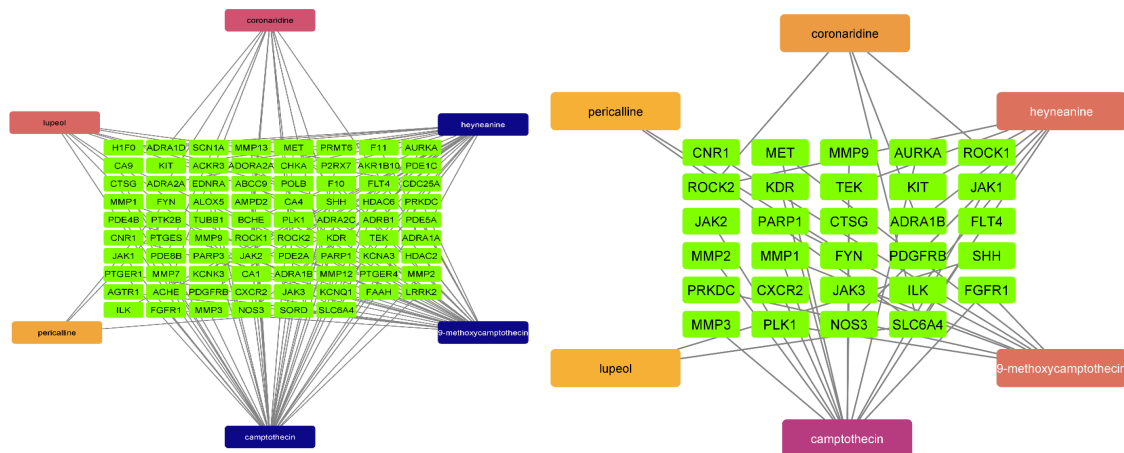 coronaridine
lupeol
heyneanine
H1F0 ADRA1D SCN1A MMP13 MET PRMT6 F11 AURKA
CA9 KIT ACKR3 ADORA2A CHKA P2RX7 AKR1B10 PDE1C
CTSG ADRA2A EDNRA ABCC9 POLB F10 FLT4 CDC25A
MMP1 FYN ALOX5 AMPD2 CA4 SHH HDAC6 PRKDC
PDE4B PTK2B TUBB1 BCHE PLK1 ADRA2C ADRB1 PDE5A
CNR1 PTGES MMP9 ROCK1 ROCK2 KDR TEK ADRA1A
JAK1 PDE8B PARP3 JAK2 PDE2A PARP1 KCNA3 HDAC2
PTGER1 MMP7 KCNK3 CA1 ADRA1B MMP12 PTGER4 MMP2
AGTR1 ACHE PDGFRB CXCR2 JAK3 KCNQ1 FAAH LRRK2
ILK FGFR1 MMP3 NOS3 SORD SLC6A4
pericalline
9-methoxycamptothecin
camptothecin
coronaridine
pericalline
heyneanine
CNR1 MET MMP9 AURKA ROCK1
ROCK2 KDR TEK KIT JAK1
JAK2 PARP1 CTSG ADRA1B FLT4
MMP2 MMP1 FYN PDGFRB SHH
PRKDC CXCR2 JAK3 ILK FGFR1
MMP3 PLK1 NOS3 SLC6A4
lupeol
9-methoxycamptothecin
camptothecin